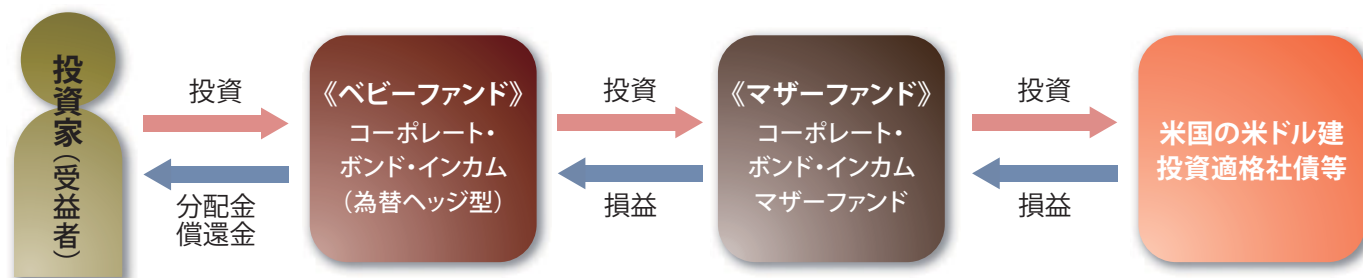 投資家(受益者)
投資
分配金
償還金
《ベビーファンド》
コーポレート・
ボンド・インカム
(為替ヘッジ型)
投資
損益
《マザーファンド》
コーポレート・
ボンド・インカム
マザーファンド
投資
損益
米国の米ドル建
投資適格社債等